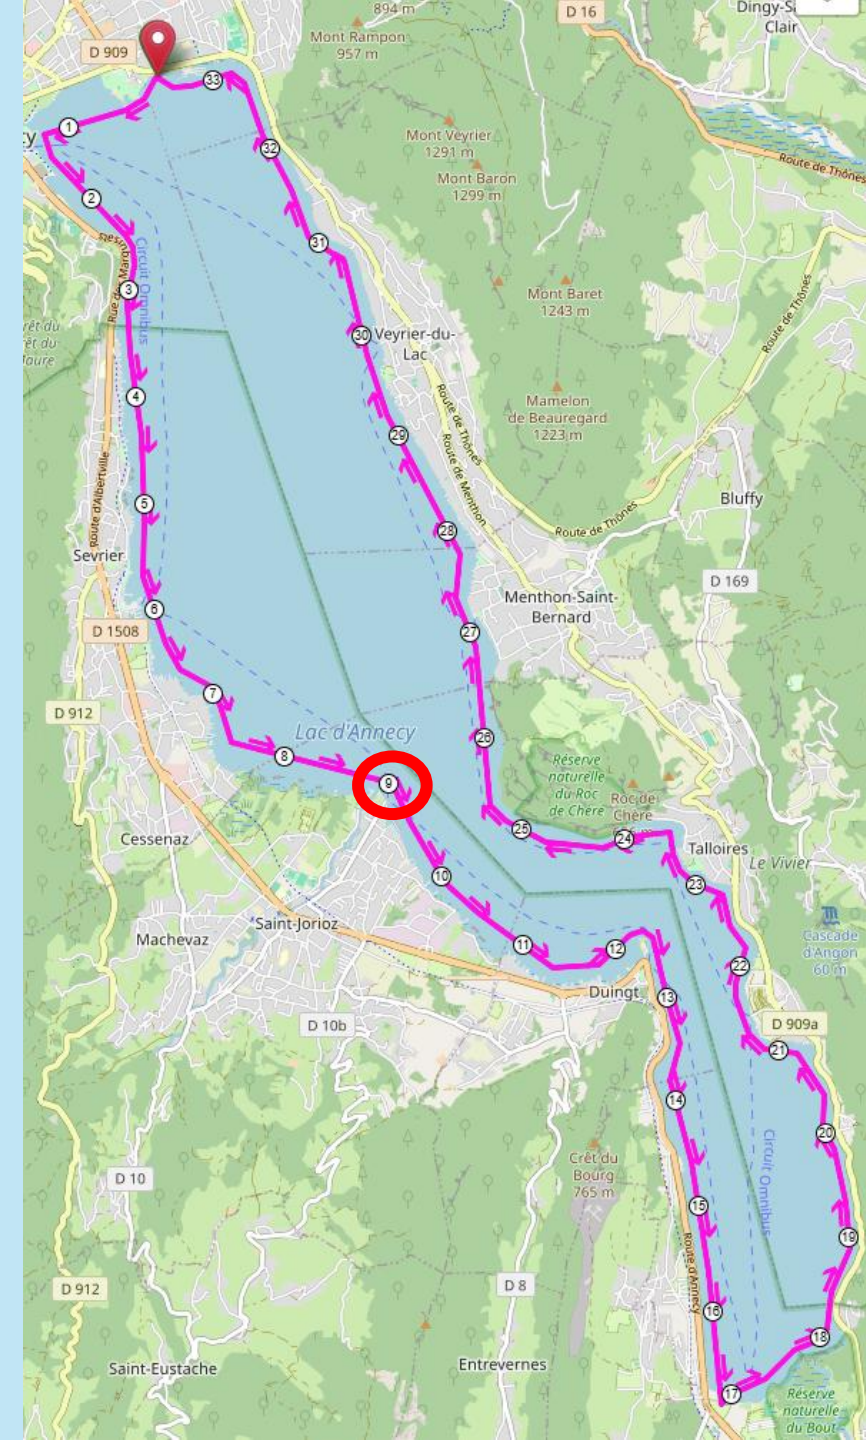 894 m
D 16
Dingy-S
Clair
Mont Rampon
957 m
D 909
33
1
Mont Veyrier
1291 m
32
Route de Thônes
Mont Baron
1299 m
2
31
Circuit Omnibus
3
Mont Baret
1243 m
Route de Thônes
30
Veyrier-du-
Lac
4
Mamelon
de Beauregard
1223 m
Route de Thônes
29
Route de Menthon
Route d'Albertville
5
28
Bluffy
Route de Thônes
Sevrier
D 169
Menthon-Saint-
Bernard
6
D 1508
27
7
D 912
Lac d'Annecy
26
8
9
Réserve
naturelle
du Roc
de Chère
Roc de
Chère
25
24
Cessenaz
Talloires
Le Vivier
10
23
Saint-Jorioz
Machevaz
11
12
Cascade
d'Angon
60 m
22
Duingt
13
D 10b
D 909a
21
14
20
Circuit Omnibus
Crêt du
Bourg
765 m
D 10
15
19
Route d'Annecy
D 912
D 8
16
18
Saint-Eustache
Entrevernes
17
Réserve
naturelle
du Bout